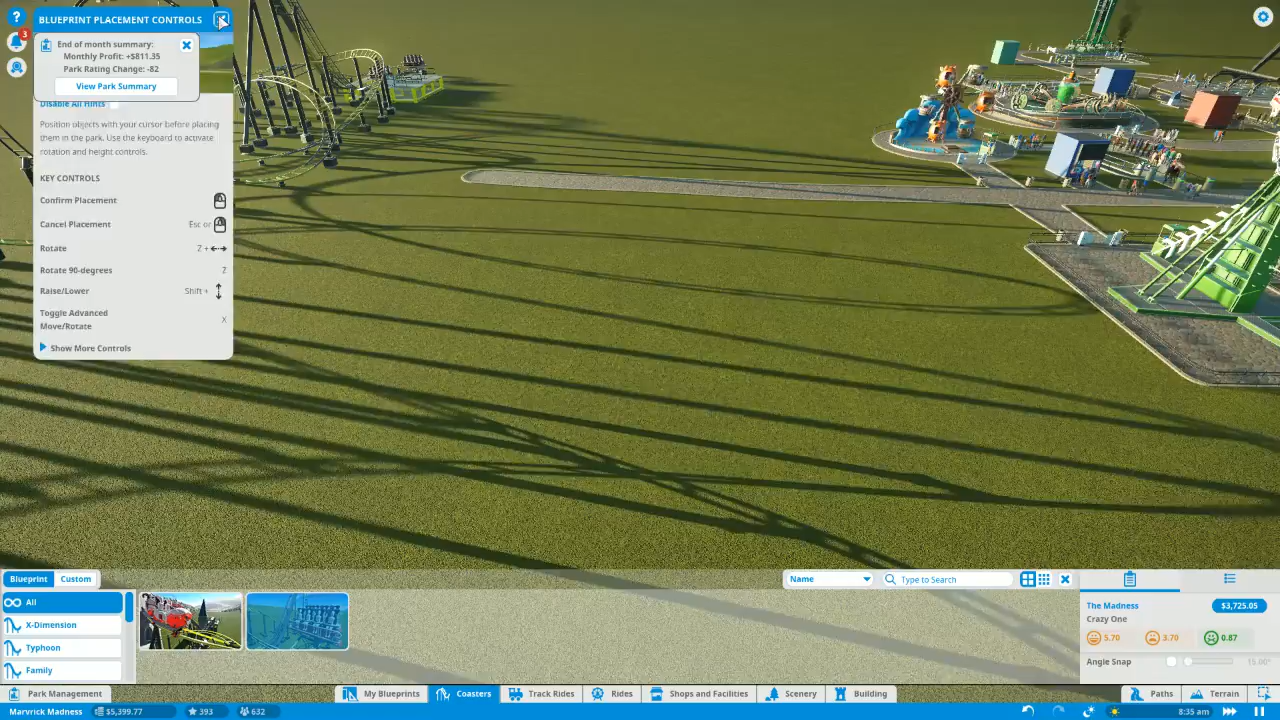 ?
BLUEPRINT PLACEMENT CONTROLS
3
End of month summary:
Monthly Profit: +$811.35
Park Rating Change: -82
View Park Summary
Disable All Hints
Position objects with your cursor before placing
them in the park. Use the keyboard to activate
rotation and height controls.
KEY CONTROLS
Confirm Placement
Cancel Placement Esc or
Rotate Z +
Rotate 90-degrees Z
Raise/Lower Shift +
Toggle Advanced
Move/Rotate X
Show More Controls
Blueprint Custom
Name Type to Search
All
X-Dimension
Typhoon
Family
The Madness $3,725.05
Crazy One
5.70 3.70 0.87
Angle Snap 15.00°
Park Management My Blueprints Coasters Track Rides Rides Shops and Facilities Scenery Building Paths Terrain
Marvrick Madness $5,399.77 393 632 8:35 am